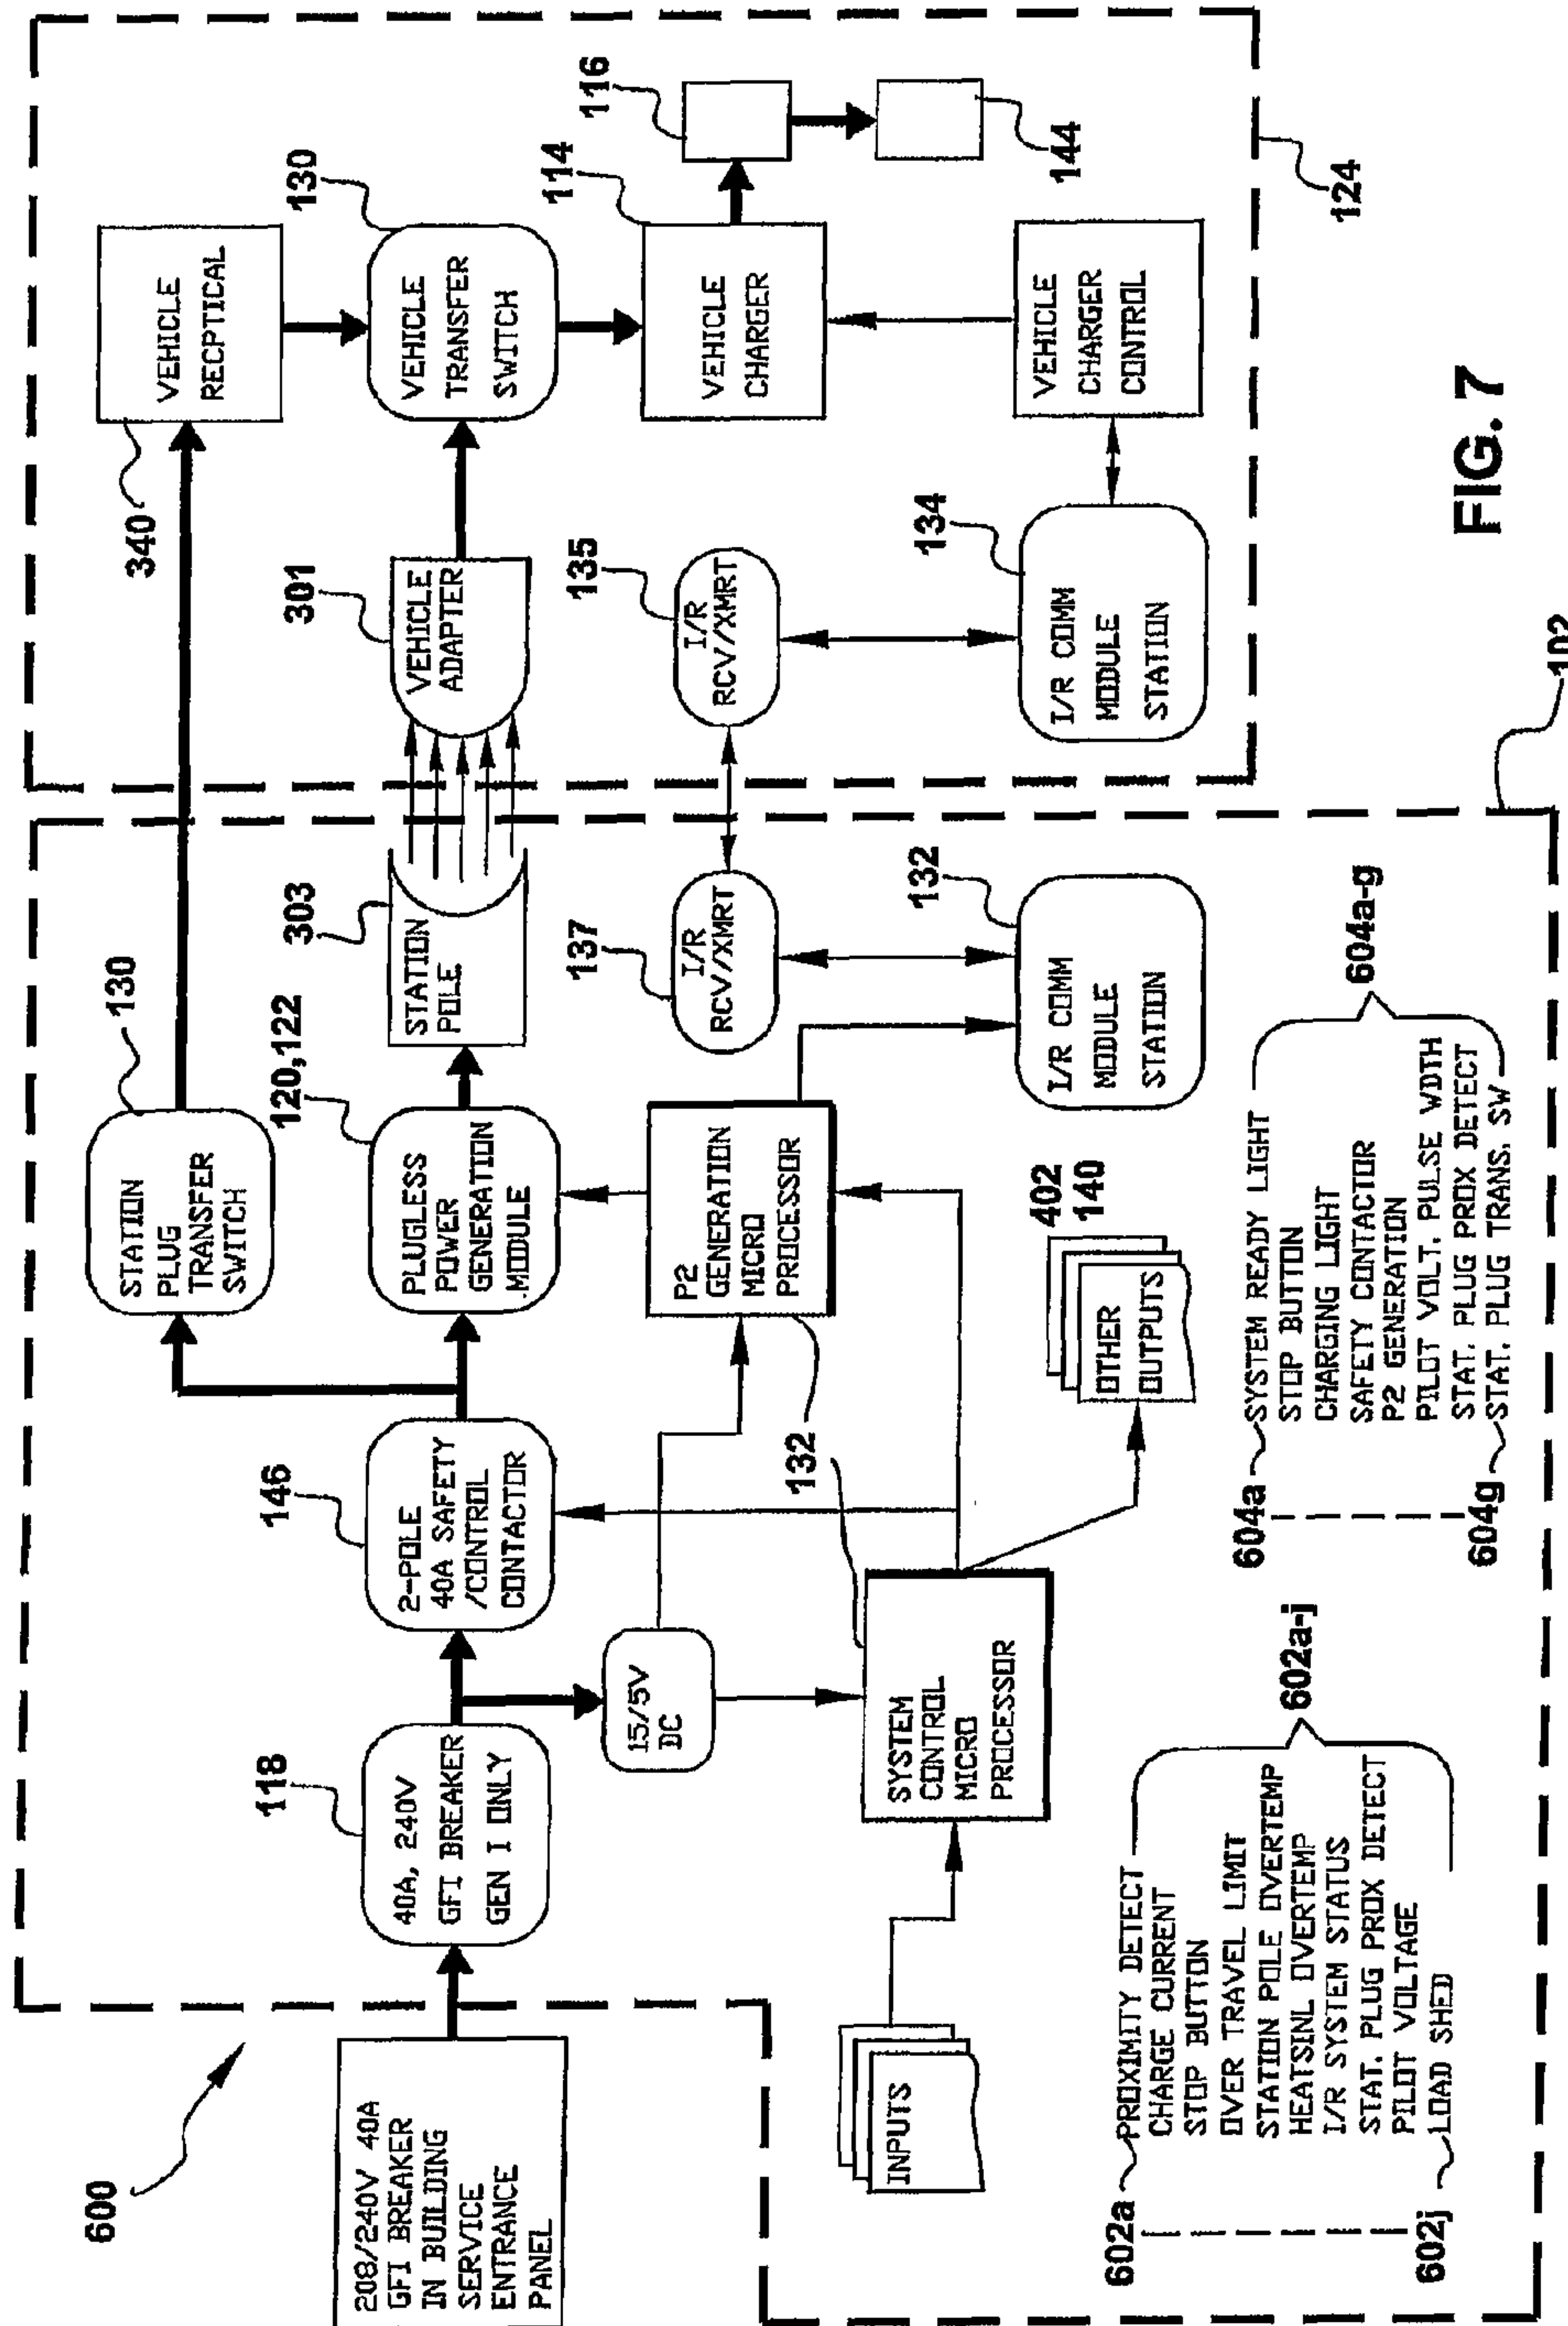 600
208/240V 40A
GFI BREAKER
IN BUILDING
SERVICE
ENTRANCE
PANEL
118
40A, 240V
GFI BREAKER
GEN I ONLY
146
2-POLE
40A SAFETY
/CONTROL
CONTACTOR
130
STATION
PLUG
TRANSFER
SWITCH
120,122
PLUGLESS
POWER
GENERATION
.MODULE
303
STATION
POLE
301
VEHICLE
ADAPTER
340
VEHICLE
RECPTICAL
130
VEHICLE
TRANSFER
SWITCH
114
VEHICLE
CHARGER
116
144
VEHICLE
CHARGER
CONTROL
124
15/5V
DC
P2
GENERATION
MICRO
PROCESSOR
132
137
I/R
RCV/XMRT
135
I/R
RCV/XMRT
132
I/R COMM
MODULE
STATION
134
I/R COMM
MODULE
STATION
INPUTS
SYSTEM
CONTROL
MICRO
PROCESSOR
402
140
OTHER
OUTPUTS
602a
PROXIMITY DETECT
CHARGE CURRENT
STOP BUTTON
OVER TRAVEL LIMIT
STATION POLE OVERTEMP
HEATSINL OVERTEMP
I/R SYSTEM STATUS
STAT. PLUG PROX DETECT
PILOT VOLTAGE
LOAD SHED
602j
602a-j
604a
SYSTEM READY LIGHT
STOP BUTTON
CHARGING LIGHT
SAFETY CONTACTOR
P2 GENERATION
PILOT VOLT. PULSE WDTH
STAT. PLUG PROX DETECT
STAT. PLUG TRANS. SW
604g
604a-g
102
FIG. 7